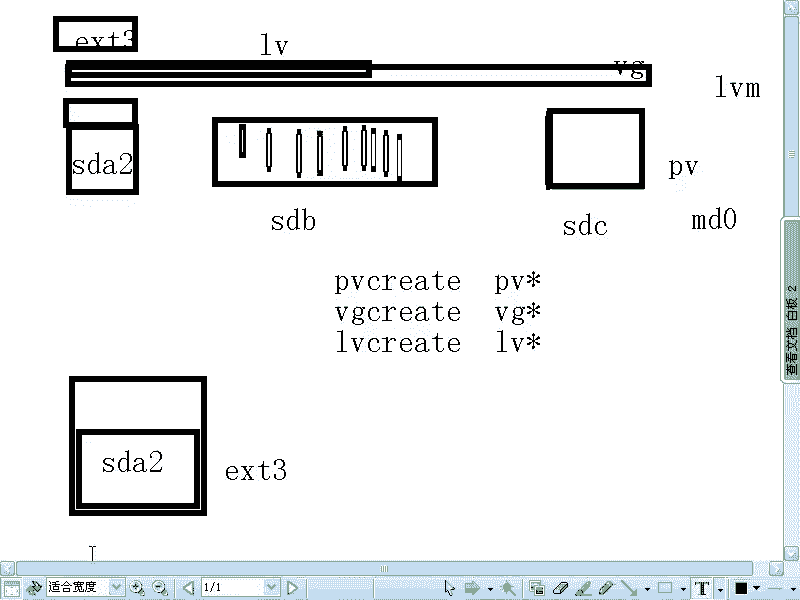 ext3
lv
vg
lvm
sda2
pv
sdb
sdc
md0
pvcreate pv*
vgcreate vg*
lvcreate lv*
sda2
ext3
查看文档 白板 2
适合宽度
1/1
T